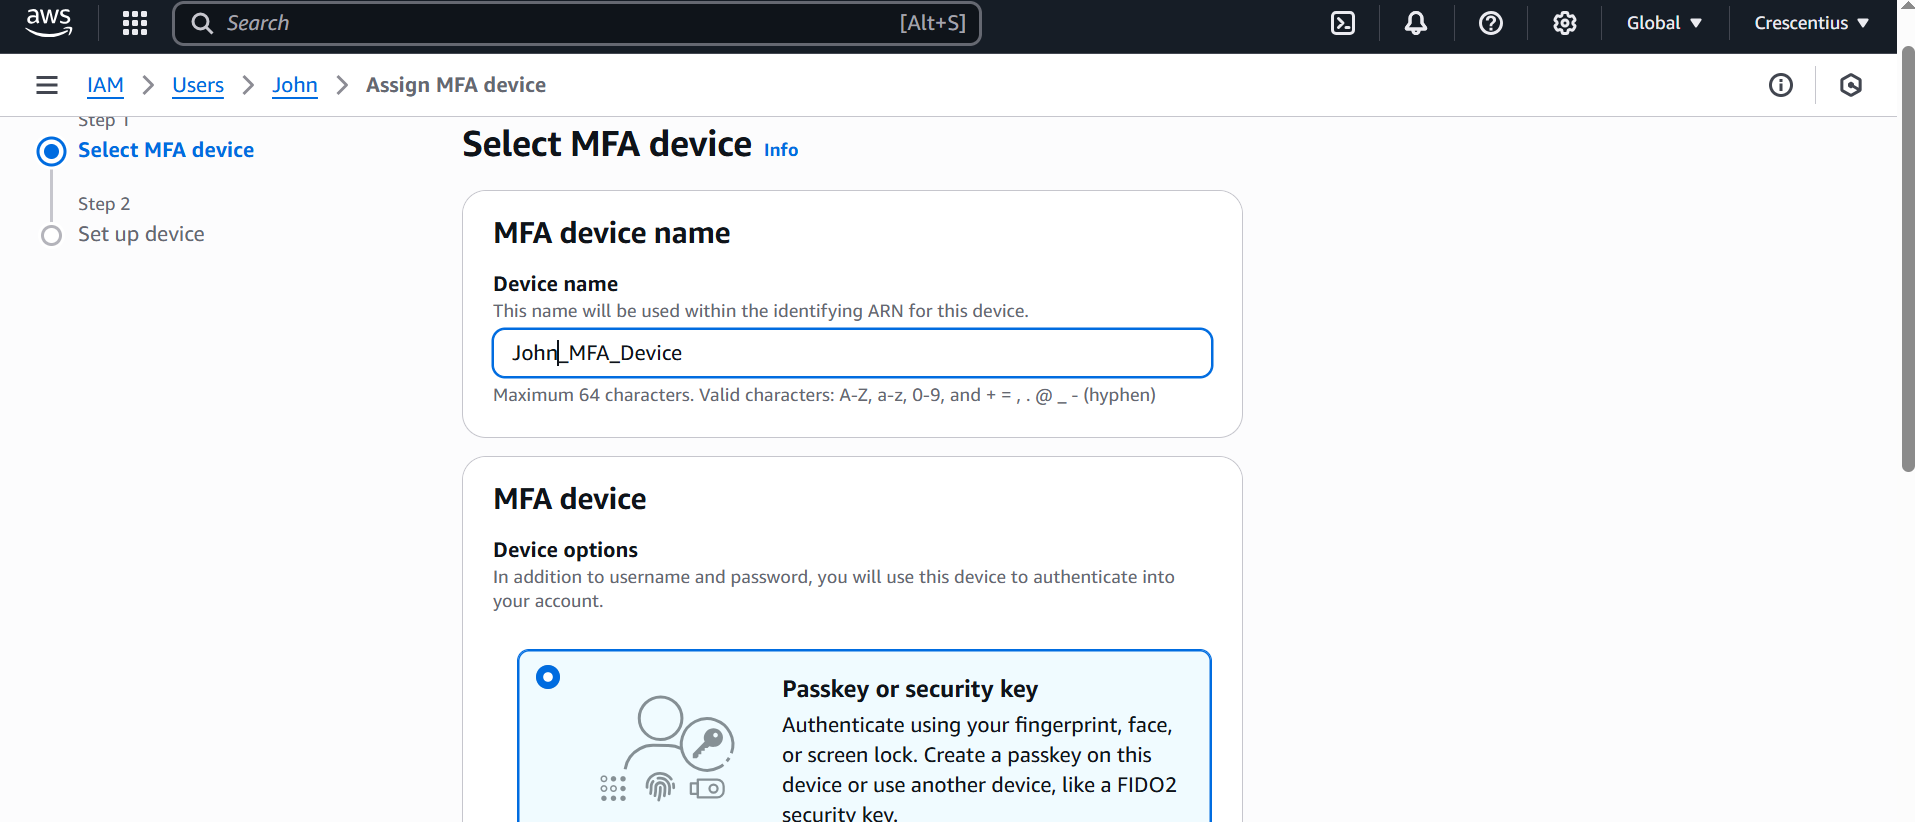 aws
Search [Alt+S]
Global
Crescentius
IAM > Users > John > Assign MFA device
Step 1
Select MFA device
Step 2
Set up device
Select MFA device Info
MFA device name
Device name
This name will be used within the identifying ARN for this device.
John_MFA_Device
Maximum 64 characters. Valid characters: A-Z, a-z, 0-9, and + = , . @ _ - (hyphen)
MFA device
Device options
In addition to username and password, you will use this device to authenticate into
your account.
Passkey or security key
Authenticate using your fingerprint, face,
or screen lock. Create a passkey on this
device or use another device, like a FIDO2
security key.